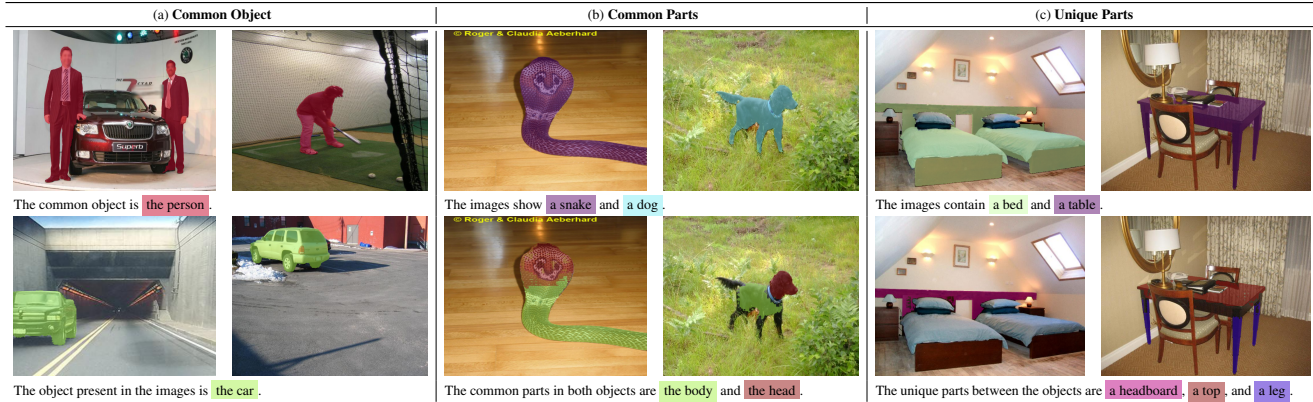 (a) Common Object
(b) Common Parts
(c) Unique Parts
© Roger & Claudia Aeberhard
Superb
The common object is the person.
The images show a snake and a dog.
The images contain a bed and a table.
© Roger & Claudia Aeberhard
The object present in the images is the car.
The common parts in both objects are the body and the head.
The unique parts between the objects are a headboard, a top, and a leg.